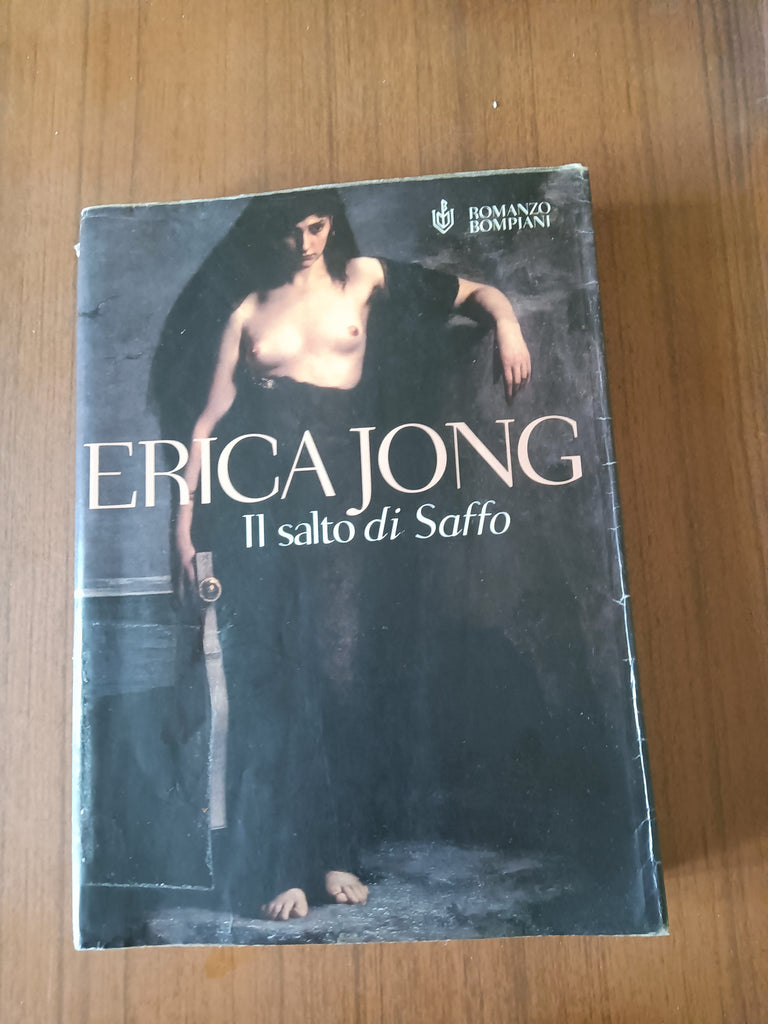 ROMANZO
BOMPIANI
ERICA JONG
Il salto di Saffo